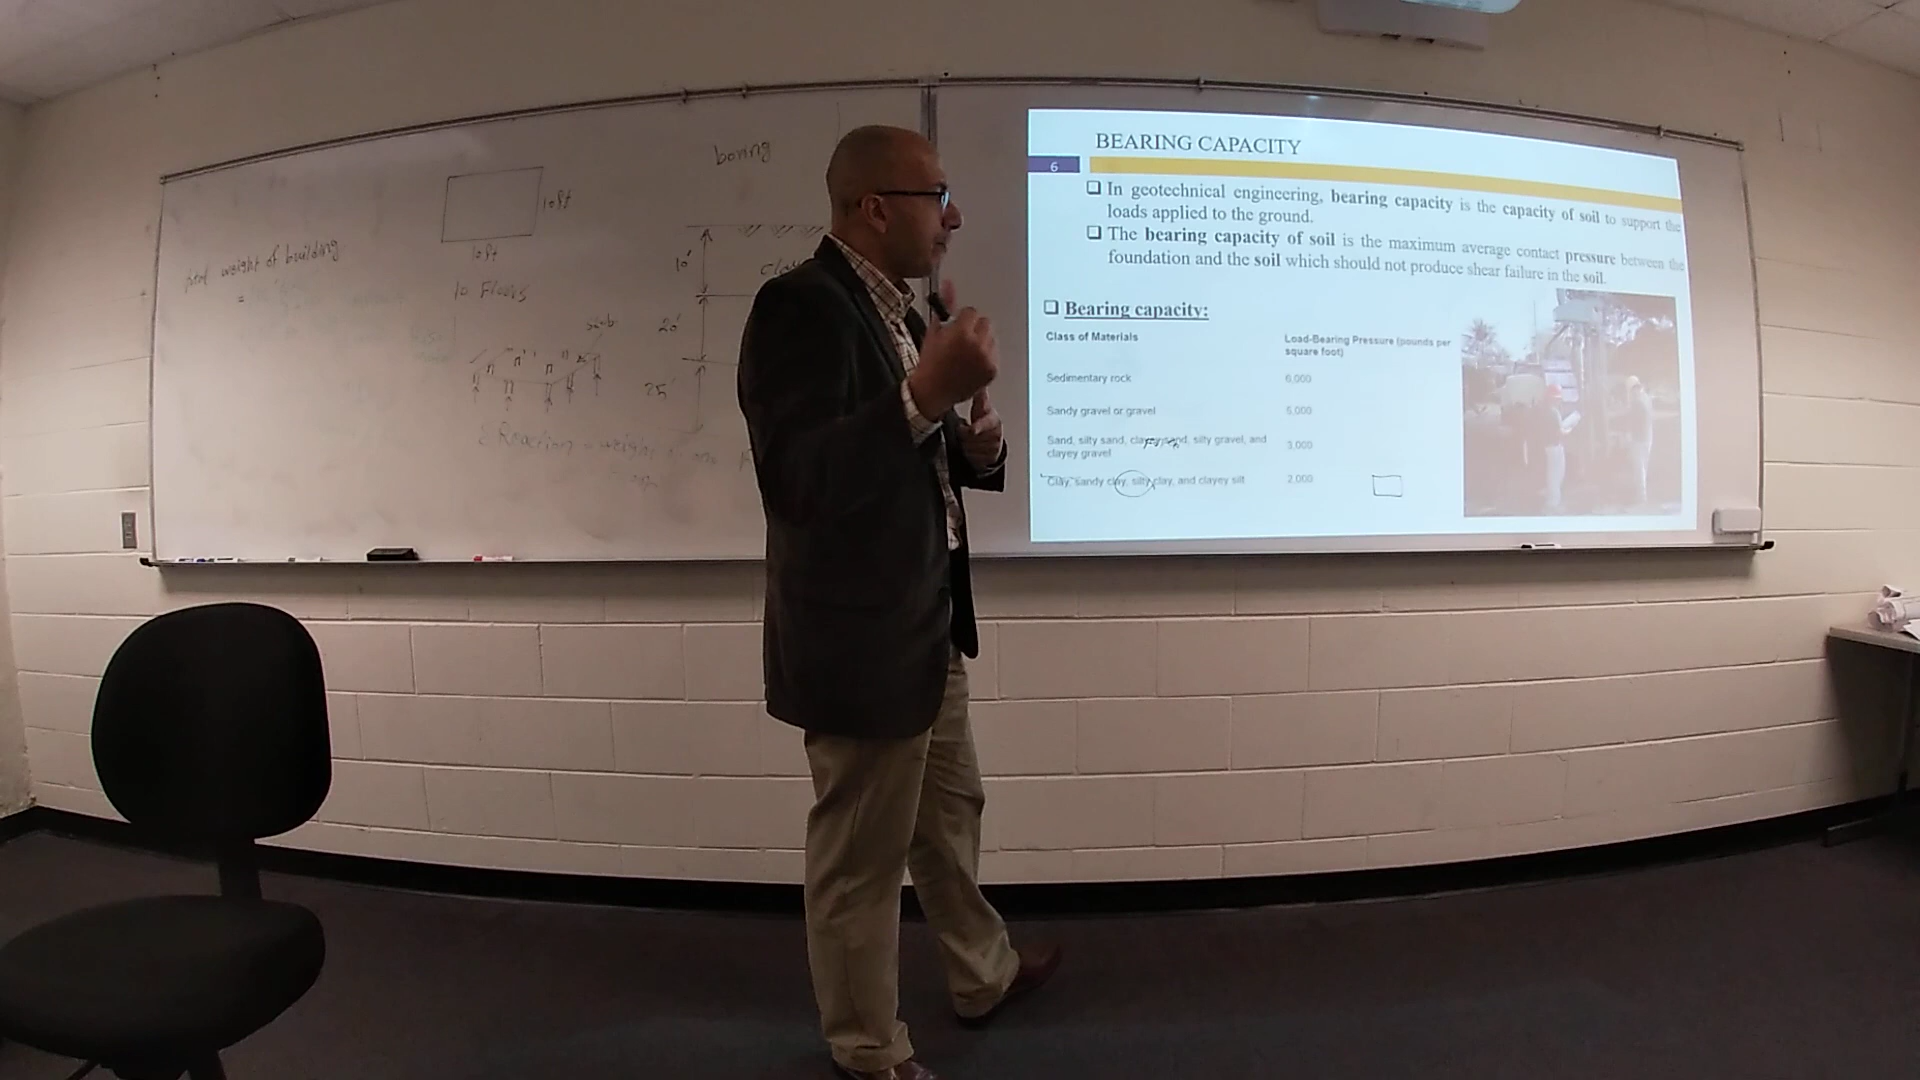 boring
10ft
10ft
weight of building
=
10 Floors
slab
10'
20'
25'
Σ Reaction = weight
BEARING CAPACITY
6
❑ In geotechnical engineering, bearing capacity is the capacity of soil to support the
loads applied to the ground.
❑ The bearing capacity of soil is the maximum average contact pressure between the
foundation and the soil which should not produce shear failure in the soil.
❑ Bearing capacity:
Class of Materials
Load-Bearing Pressure (pounds per
square foot)
Sedimentary rock 6,000
Sandy gravel or gravel 5,000
Sand, silty sand, clayey sand, silty gravel, and
clayey gravel 3,000
Clay, sandy clay, silty clay, and clayey silt 2,000